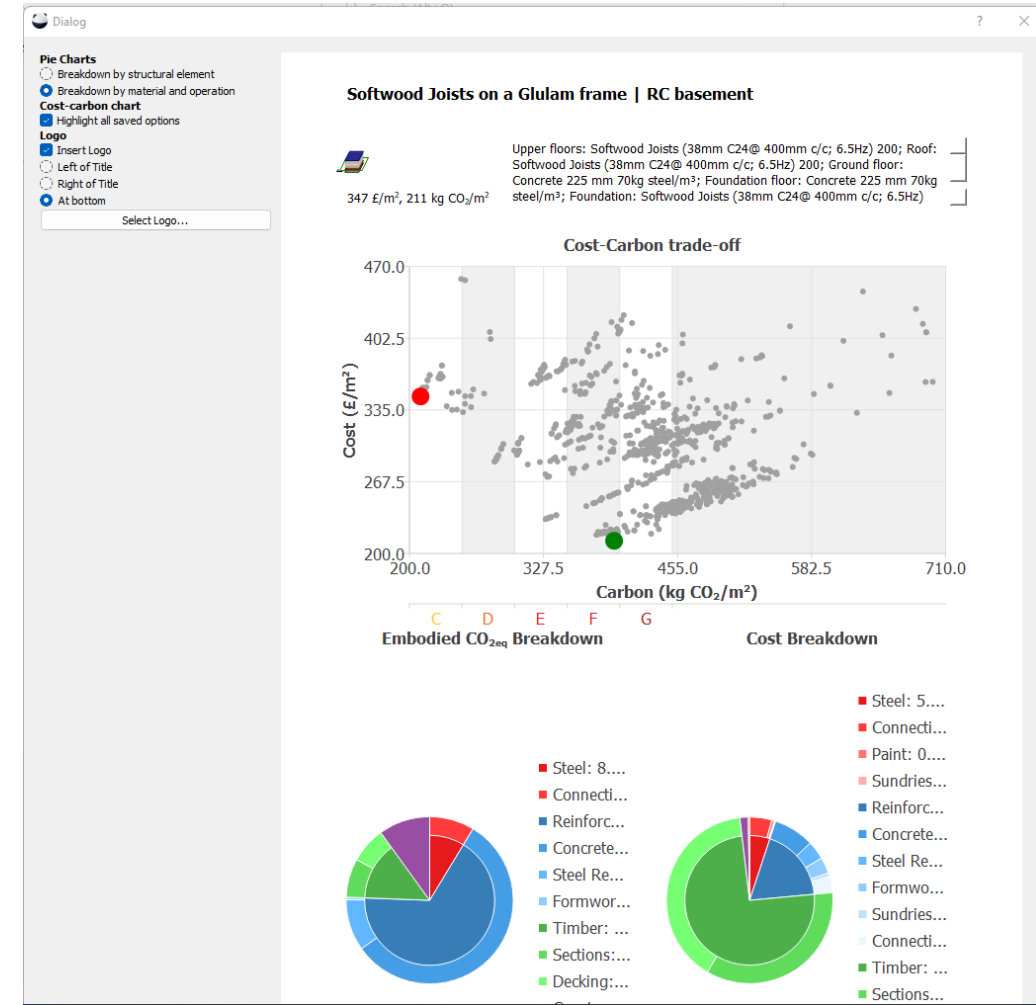 Dialog
?
Pie Charts
Breakdown by structural element
Breakdown by material and operation
Cost-carbon chart
Highlight all saved options
Logo
Insert Logo
Left of Title
Right of Title
At bottom
Select Logo...
Softwood Joists on a Glulam frame | RC basement
347 £/m², 211 kg CO₂/m²
Upper floors: Softwood Joists (38mm C24@ 400mm c/c; 6.5Hz) 200; Roof:
Softwood Joists (38mm C24@ 400mm c/c; 6.5Hz) 200; Ground floor:
Concrete 225 mm 70kg steel/m³; Foundation floor: Concrete 225 mm 70kg
steel/m³; Foundation: Softwood Joists (38mm C24@ 400mm c/c; 6.5Hz)
Cost-Carbon trade-off
470.0
402.5
335.0
267.5
200.0
Cost (£/m²)
200.0 327.5 455.0 582.5 710.0
Carbon (kg CO₂/m²)
C D E F G
Embodied CO₂eq Breakdown
Steel: 8....
Connecti...
Reinforc...
Concrete...
Steel Re...
Formwor...
Timber: ...
Sections:...
Decking:...
Cost Breakdown
Steel: 5....
Connecti...
Paint: 0....
Sundries...
Reinforc...
Concrete...
Steel Re...
Formwo...
Sundries...
Connecti...
Timber: ...
Sections...